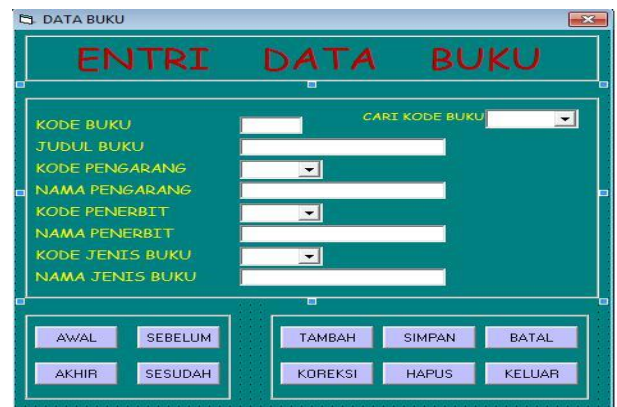 DATA BUKU
ENTRI DATA BUKU
KODE BUKU
CARI KODE BUKU
JUDUL BUKU
KODE PENGARANG
NAMA PENGARANG
KODE PENERBIT
NAMA PENERBIT
KODE JENIS BUKU
NAMA JENIS BUKU
AWAL SEBELUM TAMBAH SIMPAN BATAL
AKHIR SESUDAH KOREKSI HAPUS KELUAR